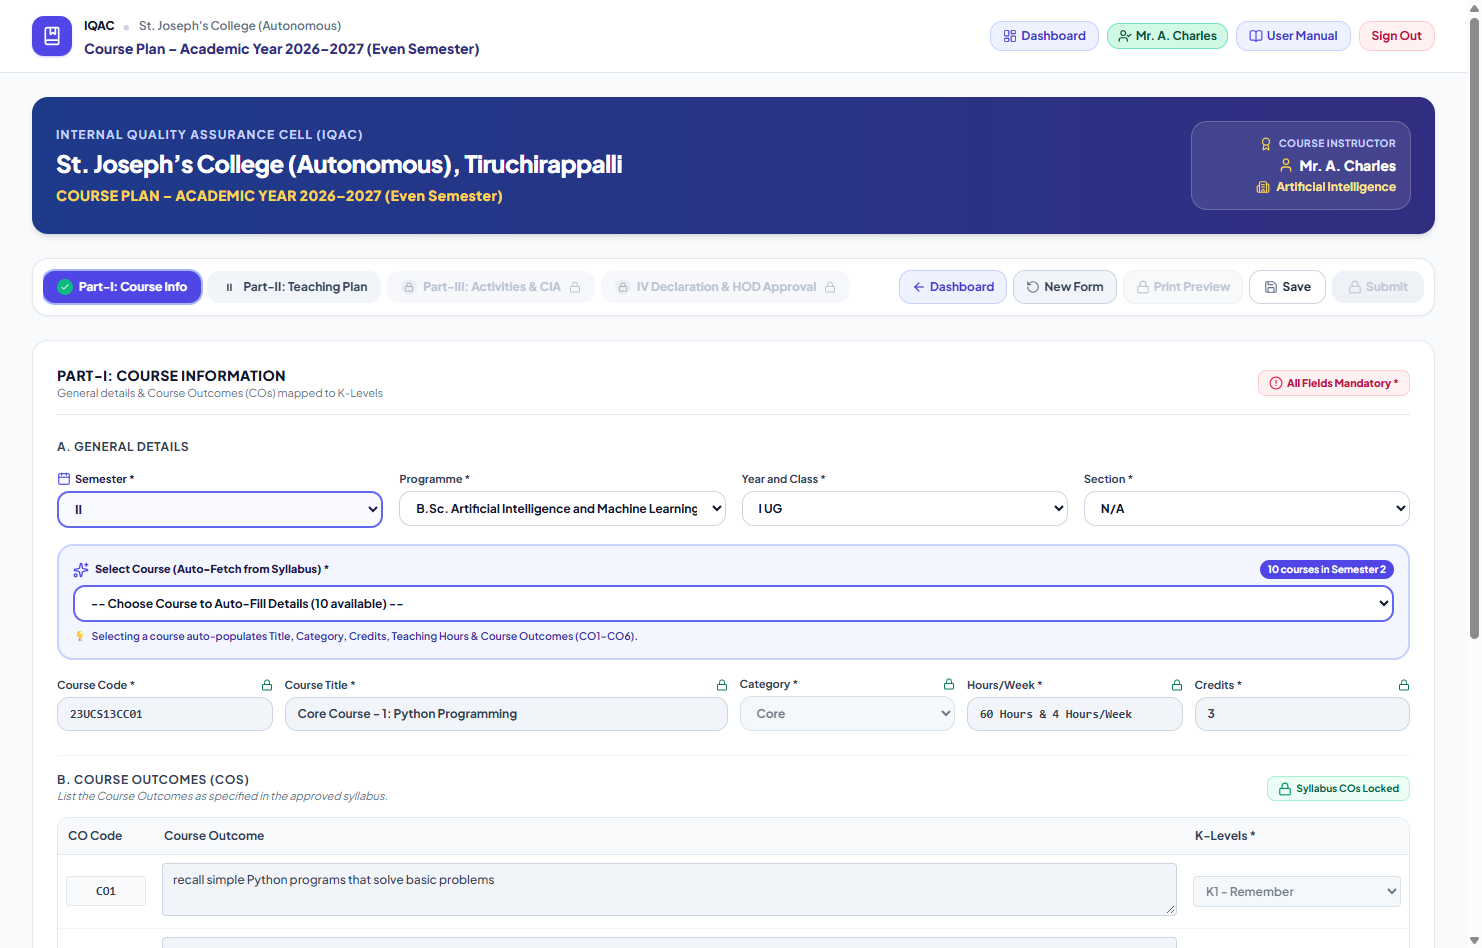 IQAC St. Joseph's College (Autonomous)
Course Plan – Academic Year 2026–2027 (Even Semester)
Dashboard
Mr. A. Charles
User Manual
Sign Out
INTERNAL QUALITY ASSURANCE CELL (IQAC)
St. Joseph's College (Autonomous), Tiruchirappalli
COURSE PLAN – ACADEMIC YEAR 2026–2027 (Even Semester)
COURSE INSTRUCTOR
Mr. A. Charles
Artificial Intelligence
Part-I: Course Info
II Part-II: Teaching Plan
Part-III: Activities & CIA
IV Declaration & HOD Approval
← Dashboard
New Form
Print Preview
Save
Submit
PART-I: COURSE INFORMATION
General details & Course Outcomes (COs) mapped to K-Levels
All Fields Mandatory *
A. GENERAL DETAILS
Semester *
Programme *
Year and Class *
Section *
II
B.Sc. Artificial Intelligence and Machine Learning
I UG
N/A
Select Course (Auto-Fetch from Syllabus) *
10 courses in Semester 2
-- Choose Course to Auto-Fill Details (10 available) --
Selecting a course auto-populates Title, Category, Credits, Teaching Hours & Course Outcomes (CO1–CO6).
Course Code *
Course Title *
Category *
Hours/Week *
Credits *
23UCS13CC01
Core Course - 1: Python Programming
Core
60 Hours & 4 Hours/Week
3
B. COURSE OUTCOMES (COS)
List the Course Outcomes as specified in the approved syllabus.
Syllabus COs Locked
CO Code
Course Outcome
K-Levels *
CO1
recall simple Python programs that solve basic problems
K1 - Remember